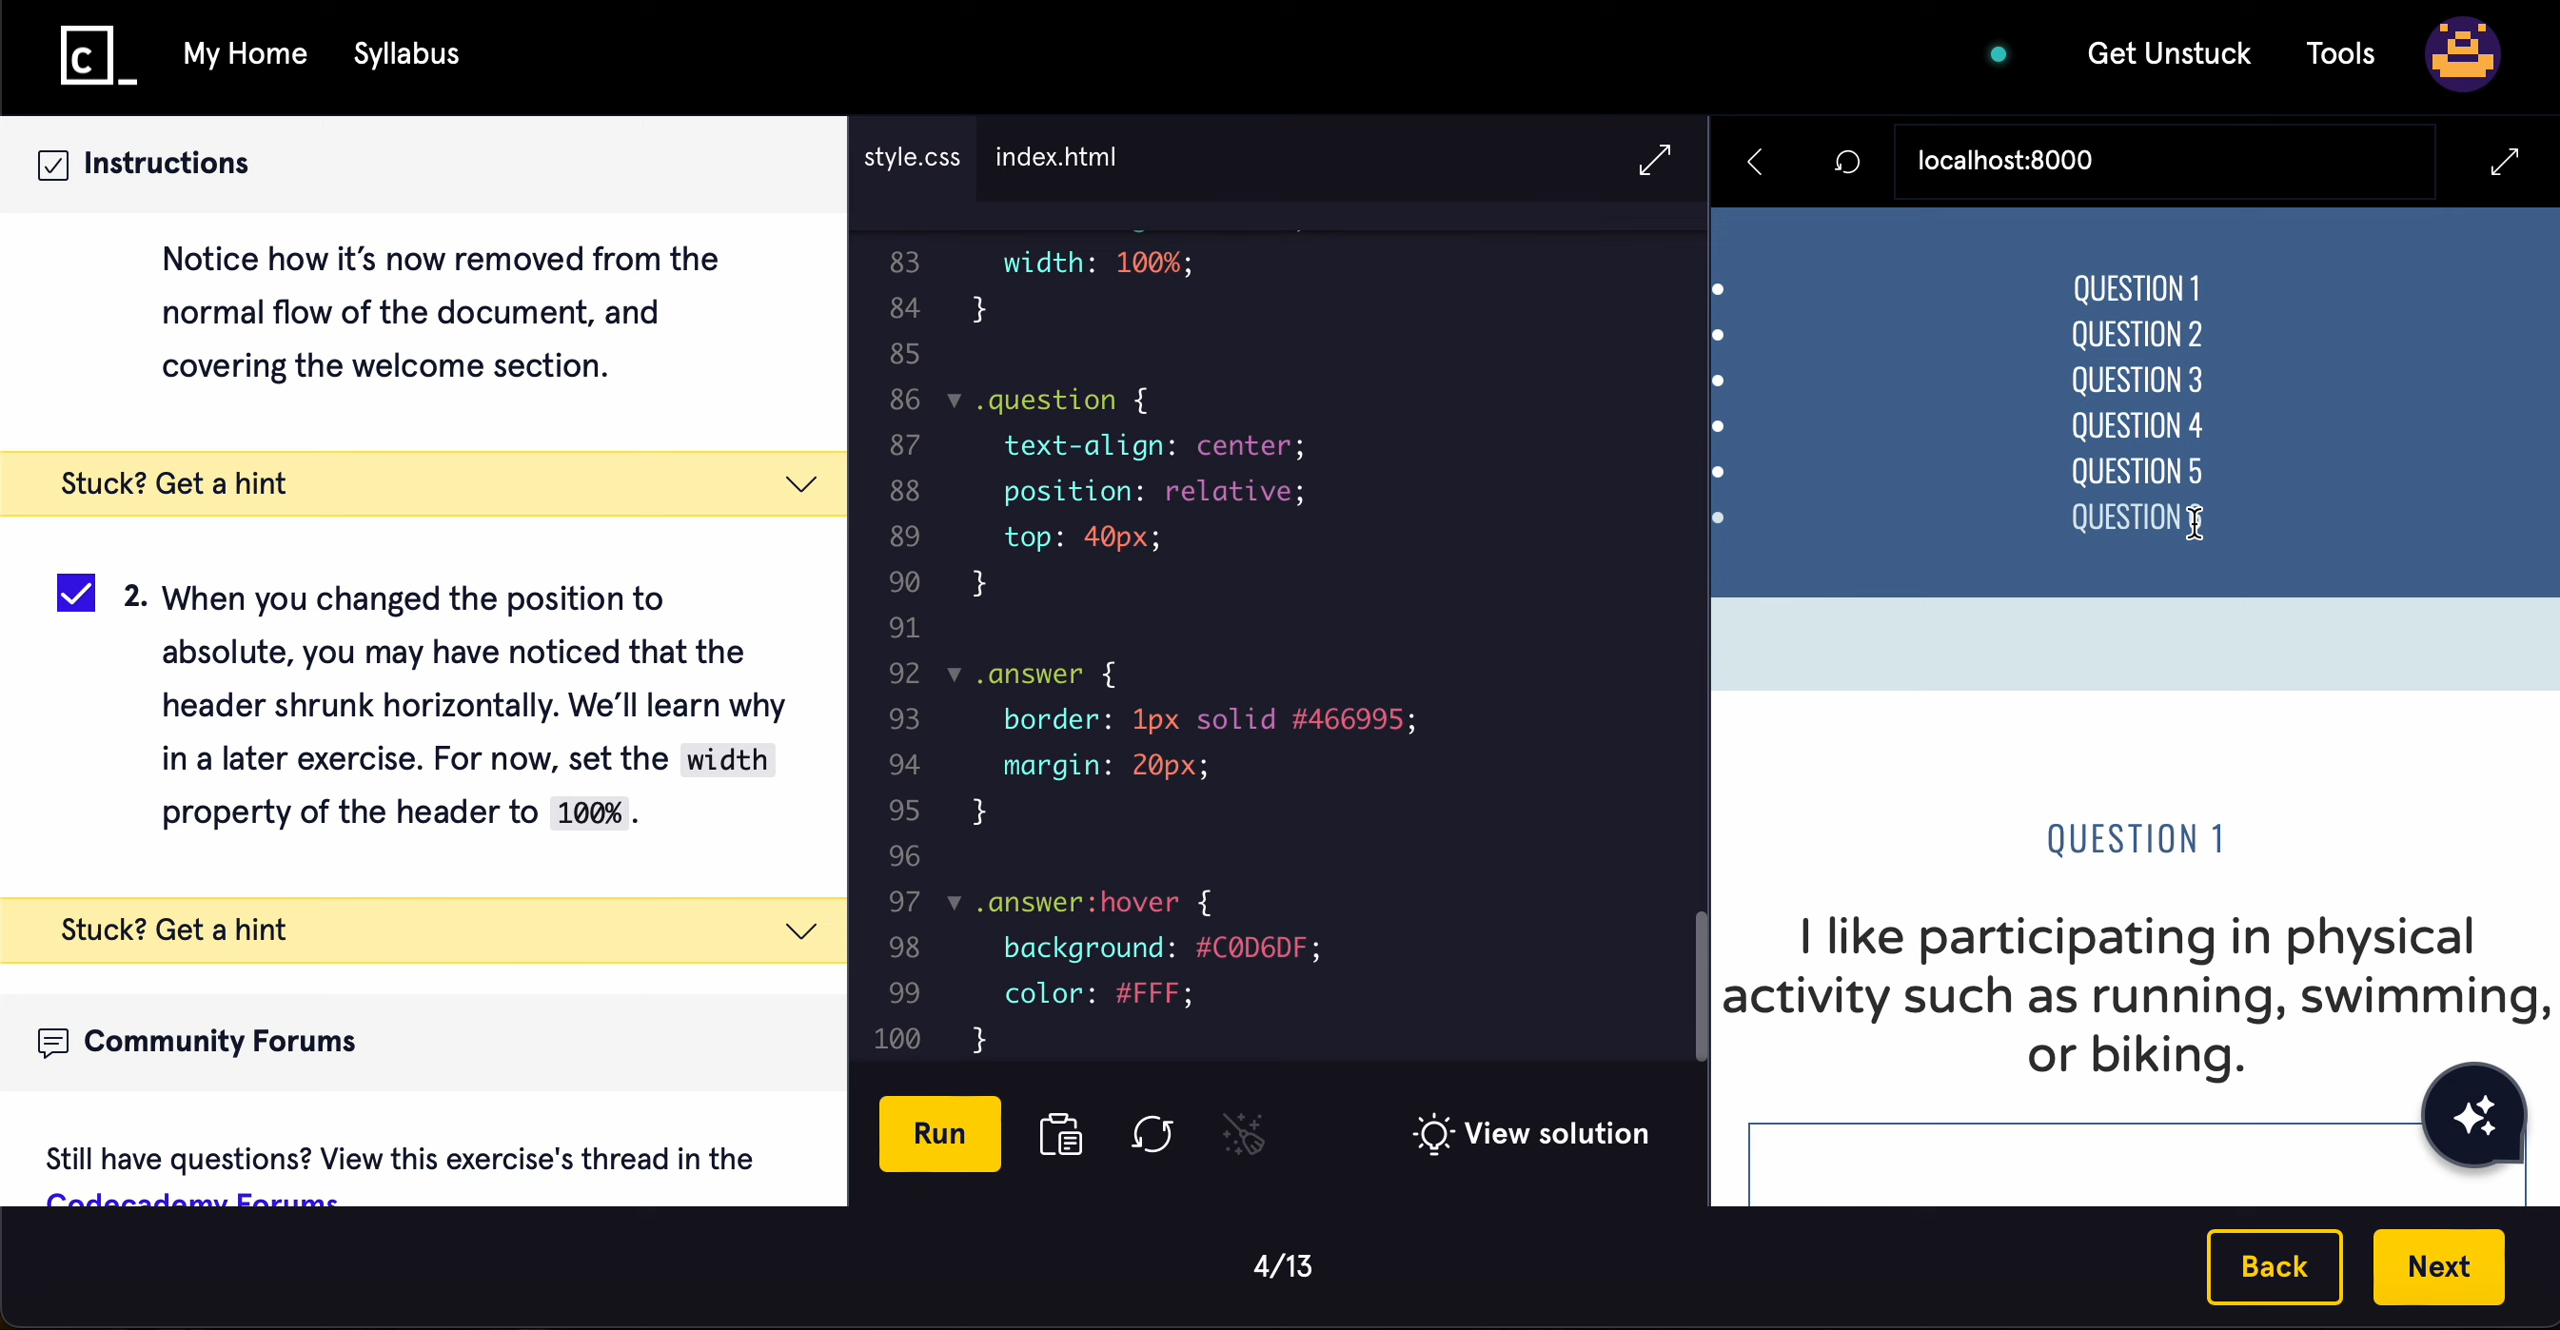 c_ My Home Syllabus Get Unstuck Tools
Instructions
Notice how it's now removed from the
normal flow of the document, and
covering the welcome section.
Stuck? Get a hint
2. When you changed the position to
absolute, you may have noticed that the
header shrunk horizontally. We'll learn why
in a later exercise. For now, set the width
property of the header to 100%.
Stuck? Get a hint
Community Forums
Still have questions? View this exercise's thread in the
Codecademy Forums
style.css index.html
83 width: 100%;
84 }
85
86 .question {
87 text-align: center;
88 position: relative;
89 top: 40px;
90 }
91
92 .answer {
93 border: 1px solid #466995;
94 margin: 20px;
95 }
96
97 .answer:hover {
98 background: #C0D6DF;
99 color: #FFF;
100 }
Run View solution
localhost:8000
QUESTION 1
QUESTION 2
QUESTION 3
QUESTION 4
QUESTION 5
QUESTION
QUESTION 1
I like participating in physical
activity such as running, swimming,
or biking.
4/13
Back Next